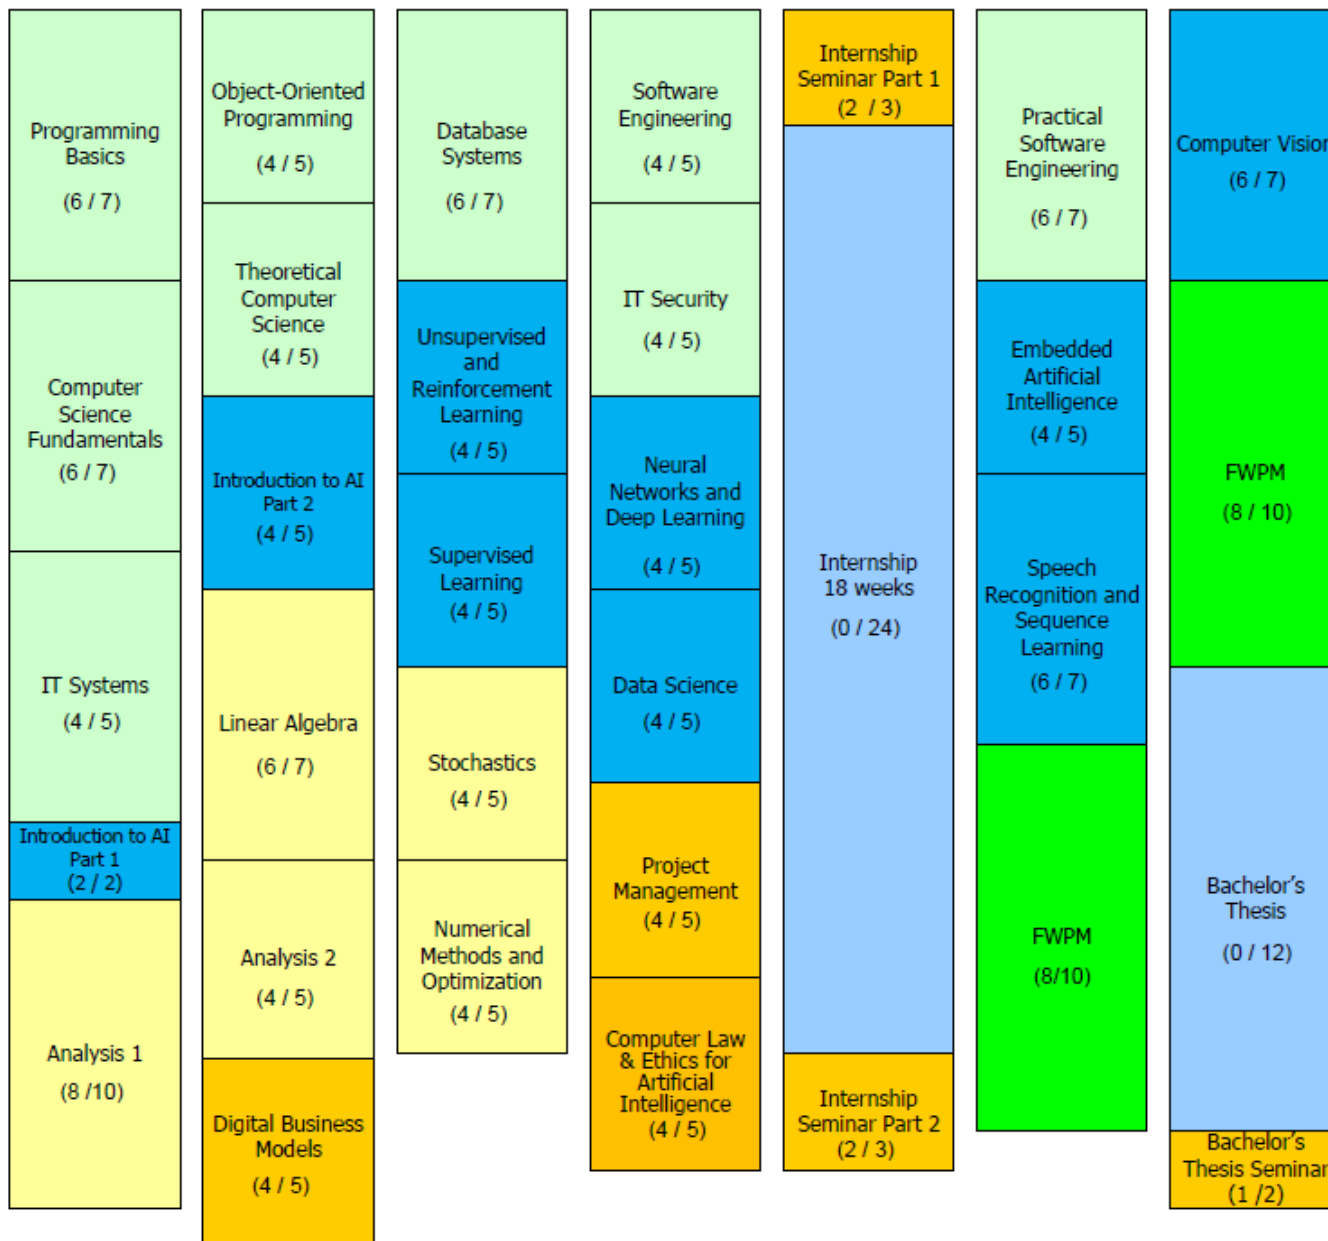 Programming
Basics
(6 / 7)
Computer
Science
Fundamentals
(6 / 7)
IT Systems
(4 / 5)
Introduction to AI
Part 1
(2 / 2)
Analysis 1
(8 /10)
Object-Oriented
Programming
(4 / 5)
Theoretical
Computer
Science
(4 / 5)
Introduction to AI
Part 2
(4 / 5)
Linear Algebra
(6 / 7)
Analysis 2
(4 / 5)
Digital Business
Models
(4 / 5)
Database
Systems
(6 / 7)
Unsupervised
and
Reinforcement
Learning
(4 / 5)
Supervised
Learning
(4 / 5)
Stochastics
(4 / 5)
Numerical
Methods and
Optimization
(4 / 5)
Software
Engineering
(4 / 5)
IT Security
(4 / 5)
Neural
Networks and
Deep Learning
(4 / 5)
Data Science
(4 / 5)
Project
Management
(4 / 5)
Computer Law
& Ethics for
Artificial
Intelligence
(4 / 5)
Internship
Seminar Part 1
(2 / 3)
Internship
18 weeks
(0 / 24)
Internship
Seminar Part 2
(2 / 3)
Practical
Software
Engineering
(6 / 7)
Embedded
Artificial
Intelligence
(4 / 5)
Speech
Recognition and
Sequence
Learning
(6 / 7)
FWPM
(8/10)
Computer Vision
(6 / 7)
FWPM
(8 / 10)
Bachelor's
Thesis
(0 / 12)
Bachelor's
Thesis Seminar
(1 /2)